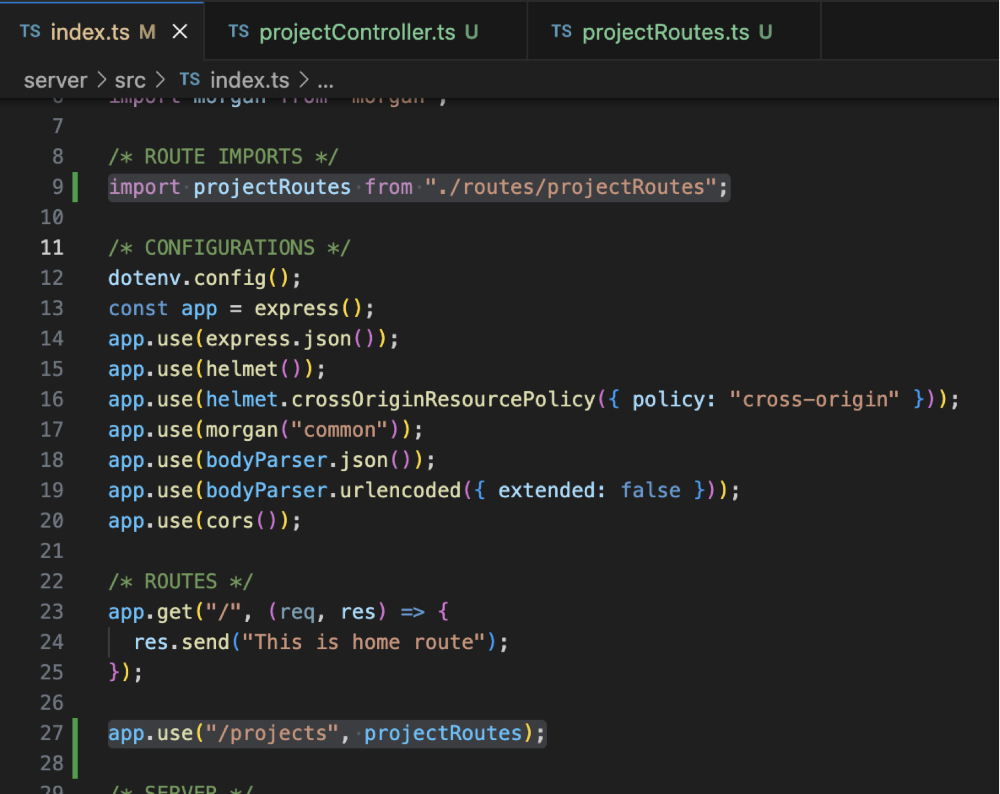 TS index.ts M × TS projectController.ts U TS projectRoutes.ts U
server > src > TS index.ts > ...
6 import morgan from "morgan";
7
8 /* ROUTE IMPORTS */
9 import projectRoutes from "./routes/projectRoutes";
10
11 /* CONFIGURATIONS */
12 dotenv.config();
13 const app = express();
14 app.use(express.json());
15 app.use(helmet());
16 app.use(helmet.crossOriginResourcePolicy({ policy: "cross-origin" }));
17 app.use(morgan("common"));
18 app.use(bodyParser.json());
19 app.use(bodyParser.urlencoded({ extended: false }));
20 app.use(cors());
21
22 /* ROUTES */
23 app.get("/", (req, res) => {
24   res.send("This is home route");
25 });
26
27 app.use("/projects", projectRoutes);
28
29 /* SERVER */